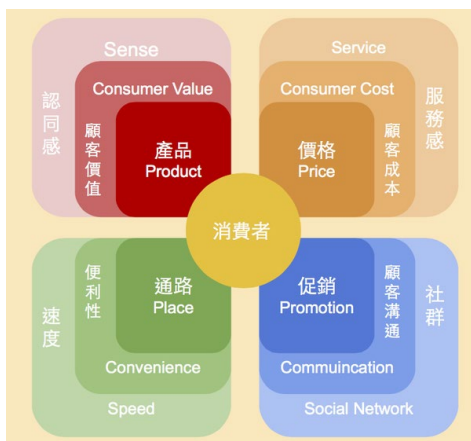 Sense
認同感
Consumer Value
顧客價值
產品
Product
Service
服務感
Consumer Cost
顧客成本
價格
Price
消費者
速度
便利性
通路
Place
Convenience
Speed
促銷
Promotion
顧客溝通
社群
Commuincation
Social Network